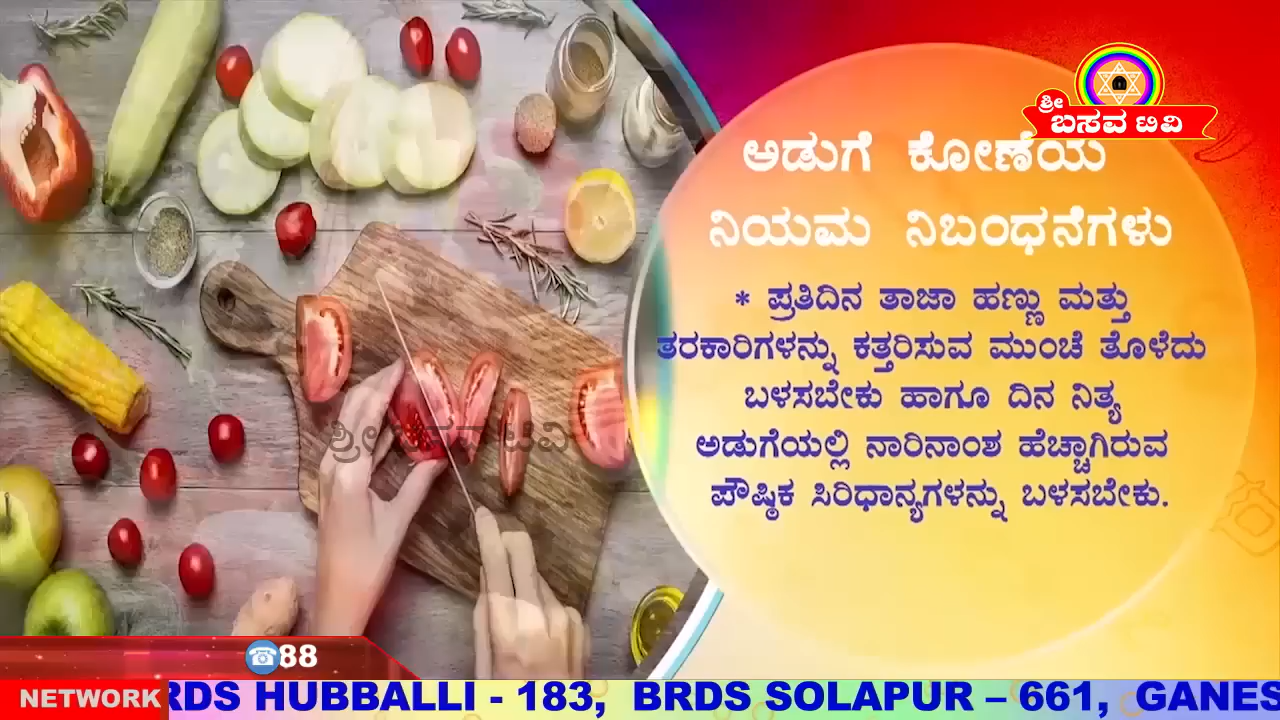 ಶ್ರೀ
ಬಸವ ಟಿವಿ
ಅಡುಗೆ ಕೋಣೆಯ
ನಿಯಮ ನಿಬಂಧನೆಗಳು
* ಪ್ರತಿದಿನ ತಾಜಾ ಹಣ್ಣು ಮತ್ತು
ತರಕಾರಿಗಳನ್ನು ಕತ್ತರಿಸುವ ಮುಂಚೆ ತೊಳೆದು
ಬಳಸಬೇಕು ಹಾಗೂ ದಿನ ನಿತ್ಯ
ಅಡುಗೆಯಲ್ಲಿ ನಾರಿನಾಂಶ ಹೆಚ್ಚಾಗಿರುವ
ಪೌಷ್ಠಿಕ ಸಿರಿಧಾನ್ಯಗಳನ್ನು ಬಳಸಬೇಕು.
ಶ್ರೀ ಬಸವ ಟಿವಿ
☎88
NETWORK RDS HUBBALLI - 183, BRDS SOLAPUR – 661, GANES